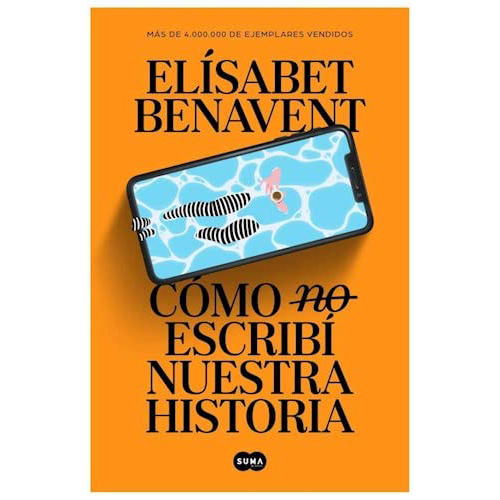 MÁS DE 4.000.000 DE EJEMPLARES VENDIDOS
ELÍSABET
BENAVENT
CÓMO no
ESCRIBÍ
NUESTRA
HISTORIA
SUMA